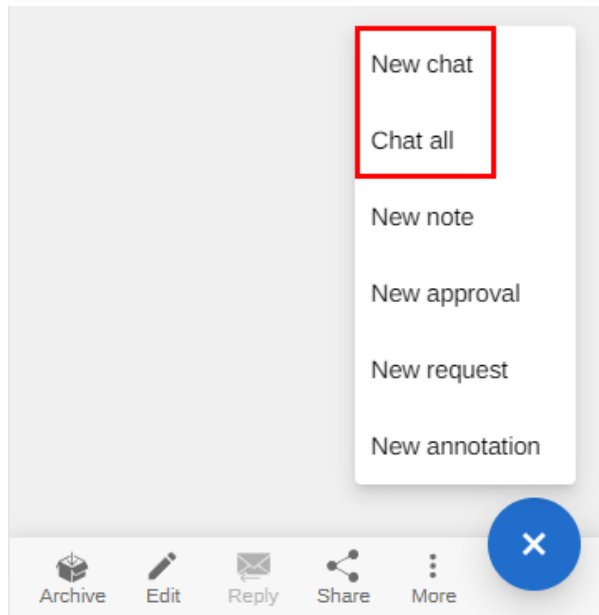 New chat
Chat all
New note
New approval
New request
New annotation
Archive Edit Reply Share More